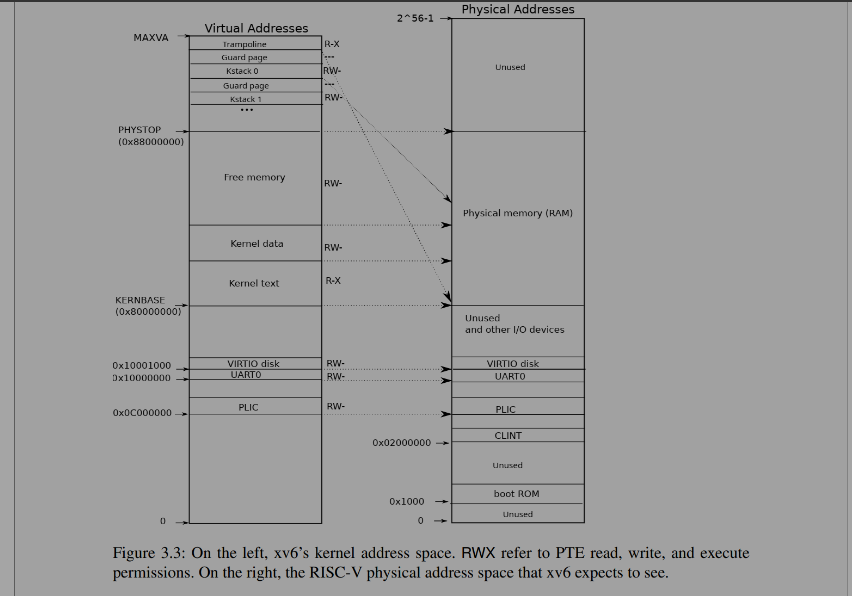 Virtual Addresses
MAXVA
Trampoline R-X
Guard page ---
Kstack 0 RW-
Guard page ---
Kstack 1 RW-
...
PHYSTOP
(0x88000000)
Free memory RW-
Kernel data RW-
Kernel text R-X
KERNBASE
(0x80000000)
0x10001000 VIRTIO disk RW-
0x10000000 UART0 RW-
0x0C000000 PLIC RW-
0
Physical Addresses
2^56-1
Unused
Physical memory (RAM)
Unused
and other I/O devices
VIRTIO disk
UART0
PLIC
CLINT
0x02000000
Unused
boot ROM
0x1000
Unused
0
Figure 3.3: On the left, xv6's kernel address space. RWX refer to PTE read, write, and execute
permissions. On the right, the RISC-V physical address space that xv6 expects to see.